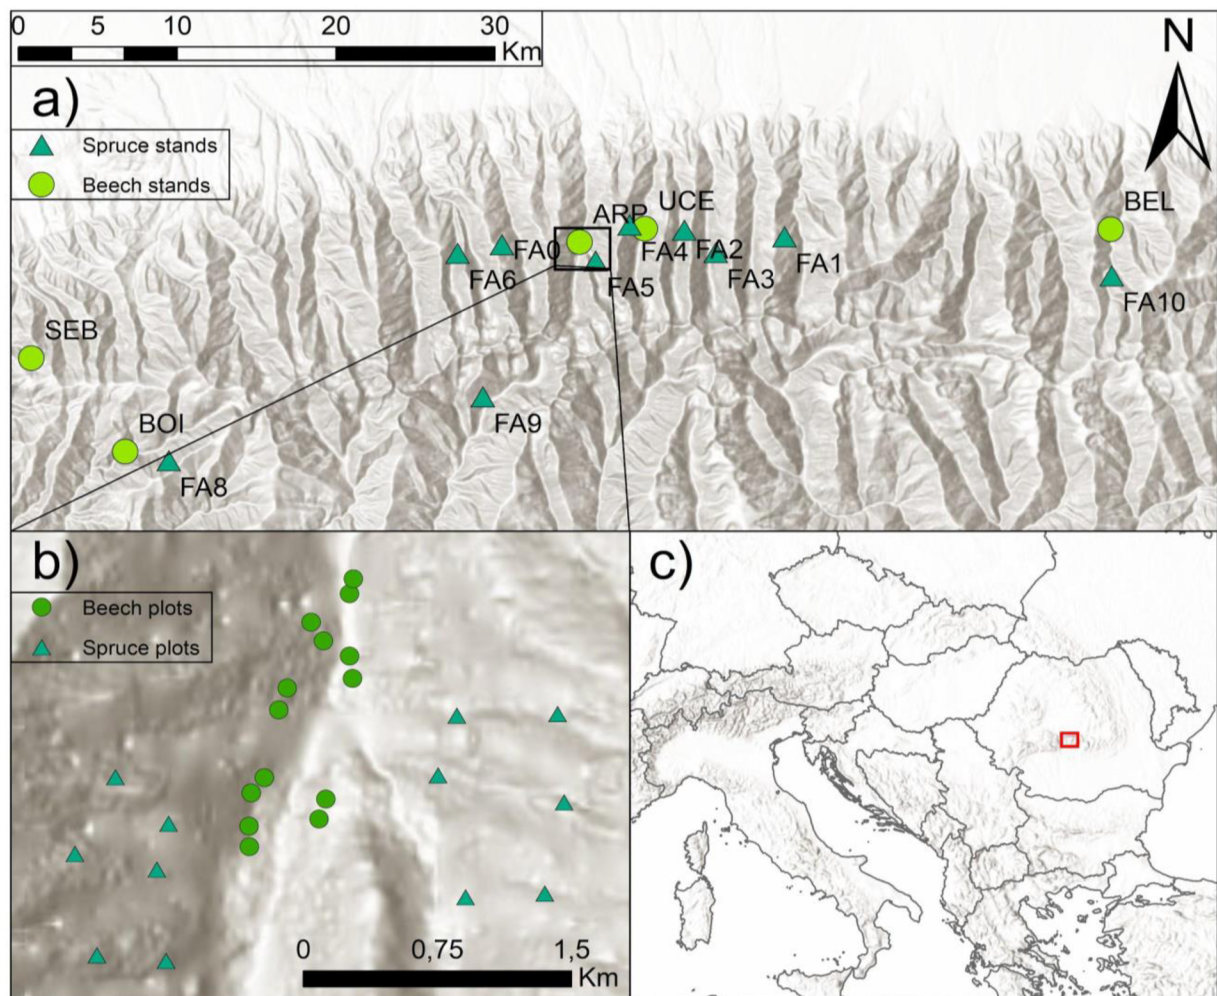 0 5 10 20 30
Km
N
a)
Spruce stands
Beech stands
ARP UCE BEL
FA0 FA4 FA2 FA1
FA6 FA5 FA3 FA10
SEB
FA9
BOI
FA8
b)
Beech plots
Spruce plots
0 0,75 1,5
Km
c)